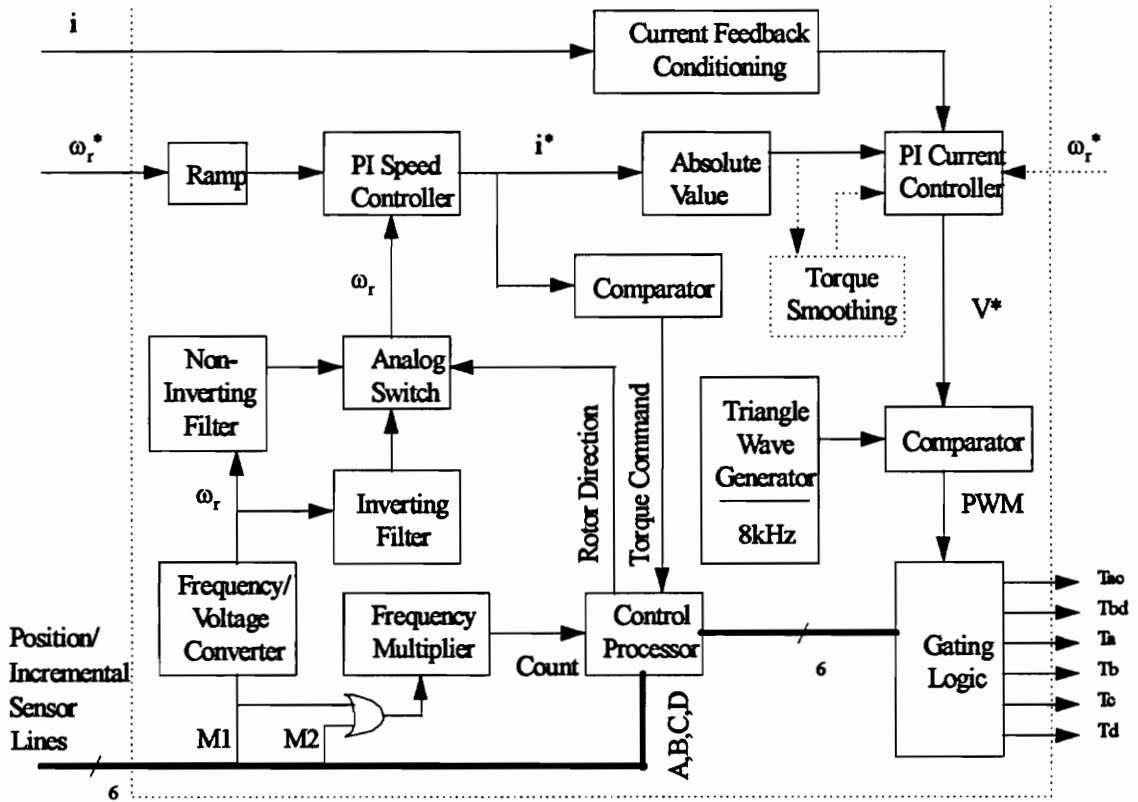 i
Current Feedback
Conditioning
ωr*
Ramp
PI Speed
Controller
i*
Absolute
Value
PI Current
Controller
ωr*
ωr
Comparator
Torque
Smoothing
V*
Non-
Inverting
Filter
Analog
Switch
Rotor Direction
Torque Command
Triangle
Wave
Generator
8kHz
Comparator
ωr
Inverting
Filter
PWM
Frequency/
Voltage
Converter
Frequency
Multiplier
Count
Control
Processor
6
Gating
Logic
Tac
Tbd
Ta
Tb
Tc
Td
Position/
Incremental
Sensor
Lines
M1
M2
A,B,C,D
6